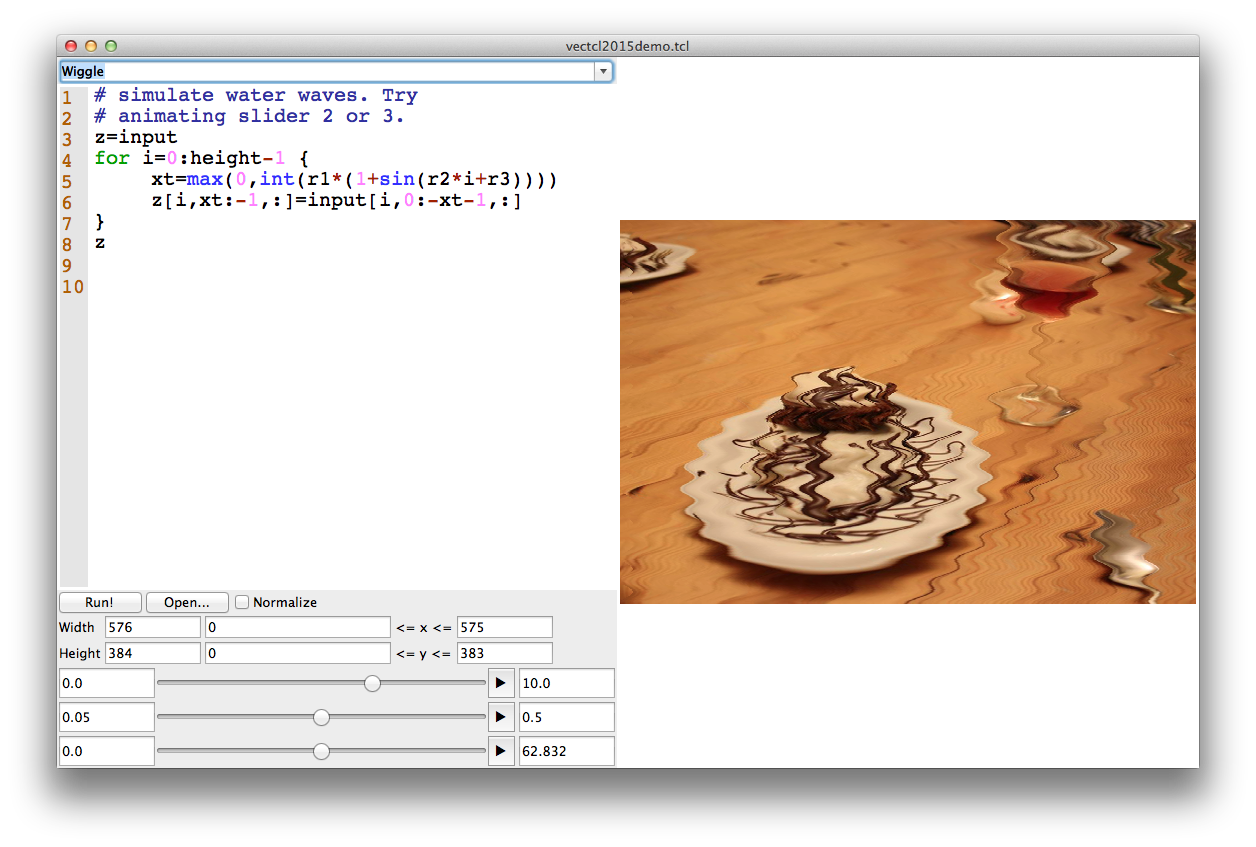 vectcl2015demo.tcl
Wiggle
1 # simulate water waves. Try
2 # animating slider 2 or 3.
3 z=input
4 for i=0:height-1 {
5 xt=max(0,int(r1*(1+sin(r2*i+r3))))
6 z[i,xt:-1,:]=input[i,0:-xt-1,:]
7 }
8 z
9
10
Run! Open... Normalize
Width 576 0 <= x <= 575
Height 384 0 <= y <= 383
0.0 10.0
0.05 0.5
0.0 62.832